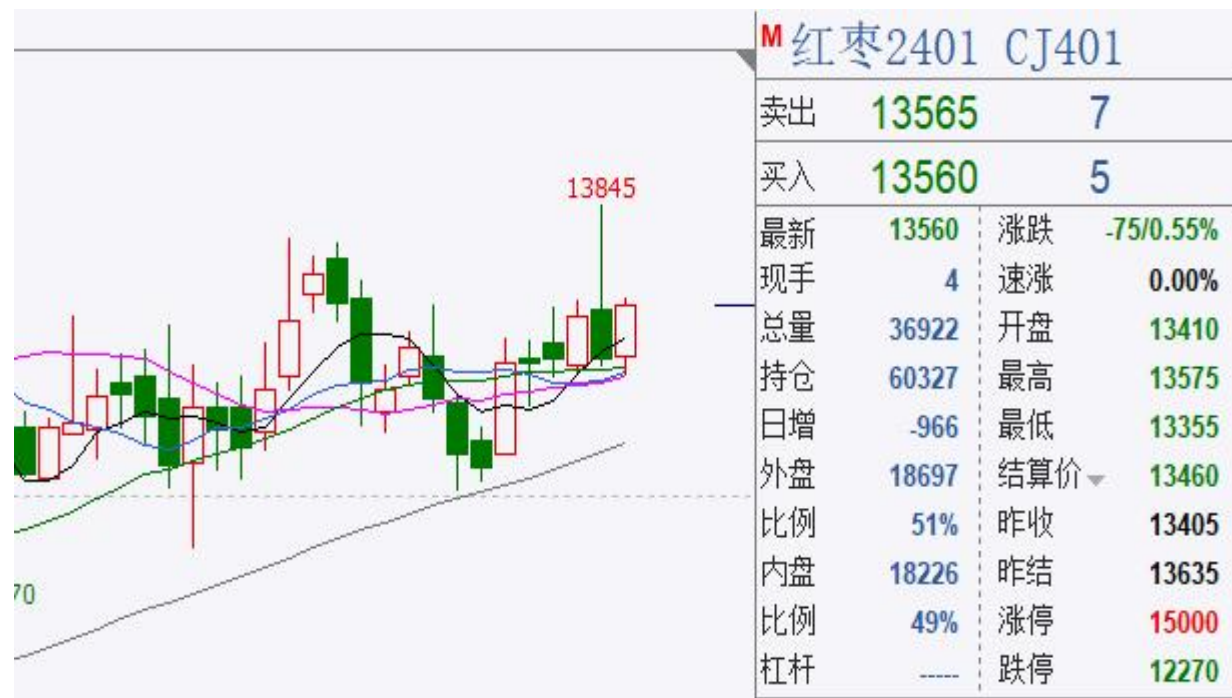 M 红枣2401 CJ401
卖出 13565 7
买入 13560 5
最新 13560 涨跌 -75/0.55%
现手 4 速涨 0.00%
总量 36922 开盘 13410
持仓 60327 最高 13575
日增 -966 最低 13355
外盘 18697 结算价 13460
比例 51% 昨收 13405
内盘 18226 昨结 13635
比例 49% 涨停 15000
杠杆 ----- 跌停 12270
13845
70